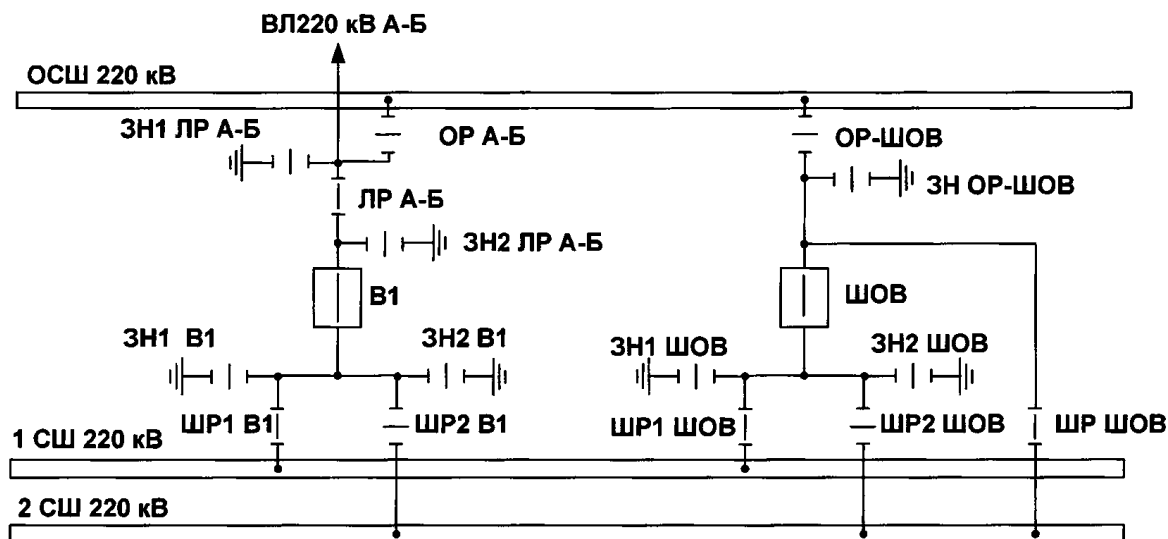 ВЛ220 кВ А-Б
ОСШ 220 кВ
ЗН1 ЛР А-Б
ОР А-Б
ОР-ШОВ
ЗН ОР-ШОВ
ЛР А-Б
ЗН2 ЛР А-Б
В1
ШОВ
ЗН1 В1
ЗН2 В1
ЗН1 ШОВ
ЗН2 ШОВ
ШР1 В1
ШР2 В1
ШР1 ШОВ
ШР2 ШОВ
ШР ШОВ
1 СШ 220 кВ
2 СШ 220 кВ